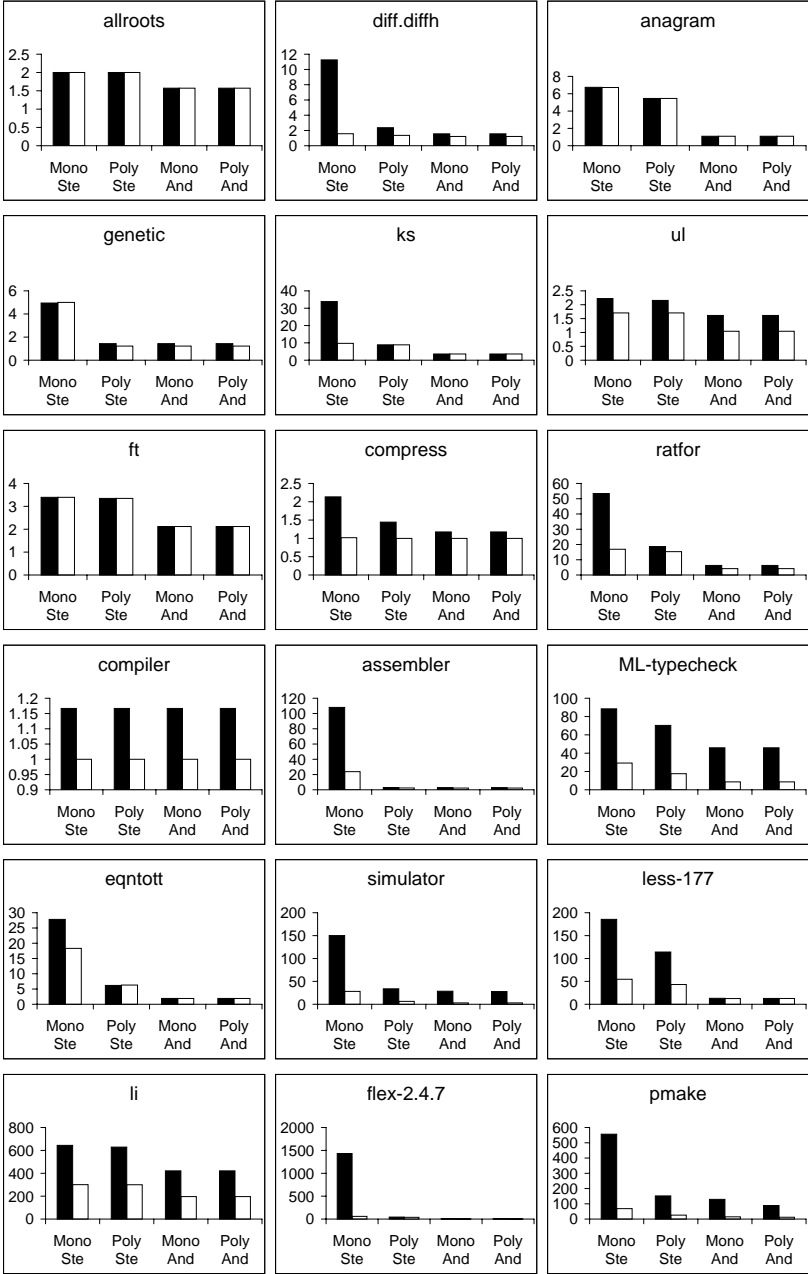 allroots
2.5
2
1.5
1
0.5
0
Mono Poly Mono Poly
Ste Ste And And
diff.diffh
12
10
8
6
4
2
0
Mono Poly Mono Poly
Ste Ste And And
anagram
8
6
4
2
0
Mono Poly Mono Poly
Ste Ste And And
genetic
6
4
2
0
Mono Poly Mono Poly
Ste Ste And And
ks
40
30
20
10
0
Mono Poly Mono Poly
Ste Ste And And
ul
2.5
2
1.5
1
0.5
0
Mono Poly Mono Poly
Ste Ste And And
ft
4
3
2
1
0
Mono Poly Mono Poly
Ste Ste And And
compress
2.5
2
1.5
1
0.5
0
Mono Poly Mono Poly
Ste Ste And And
ratfor
60
50
40
30
20
10
0
Mono Poly Mono Poly
Ste Ste And And
compiler
1.2
1.15
1.1
1.05
1
0.95
0.9
Mono Poly Mono Poly
Ste Ste And And
assembler
120
100
80
60
40
20
0
Mono Poly Mono Poly
Ste Ste And And
ML-typecheck
100
80
60
40
20
0
Mono Poly Mono Poly
Ste Ste And And
eqntott
30
25
20
15
10
5
0
Mono Poly Mono Poly
Ste Ste And And
simulator
200
150
100
50
0
Mono Poly Mono Poly
Ste Ste And And
less-177
200
150
100
50
0
Mono Poly Mono Poly
Ste Ste And And
li
800
600
400
200
0
Mono Poly Mono Poly
Ste Ste And And
flex-2.4.7
2000
1500
1000
500
0
Mono Poly Mono Poly
Ste Ste And And
pmake
600
500
400
300
200
100
0
Mono Poly Mono Poly
Ste Ste And And